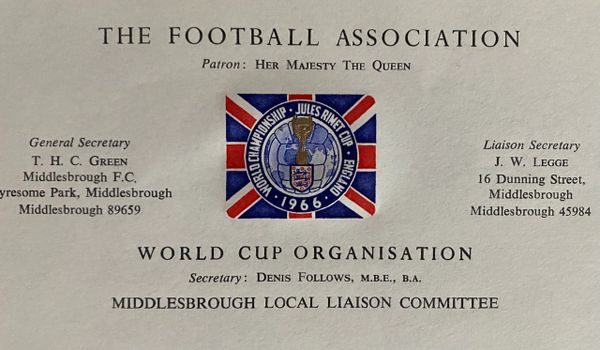 THE FOOTBALL ASSOCIATION
Patron: HER MAJESTY THE QUEEN
WORLD CHAMPIONSHIP · JULES RIMET CUP · ENGLAND
· 1966 ·
General Secretary
T. H. C. GREEN
Middlesbrough F.C,
yresome Park, Middlesbrough
Middlesbrough 89659
Liaison Secretary
J. W. LEGGE
16 Dunning Street,
Middlesbrough
Middlesbrough 45984
WORLD CUP ORGANISATION
Secretary: DENIS FOLLOWS, M.B.E., B.A.
MIDDLESBROUGH LOCAL LIAISON COMMITTEE